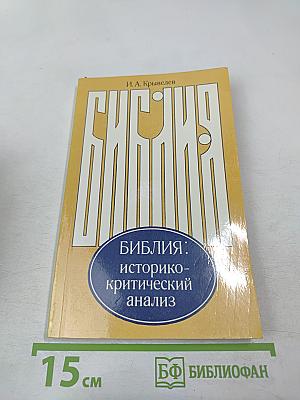 И. А. Крывелев
БИБЛИЯ
БИБЛИЯ:
историко-
критический
анализ
15 см
БФ БИБЛИОФАН